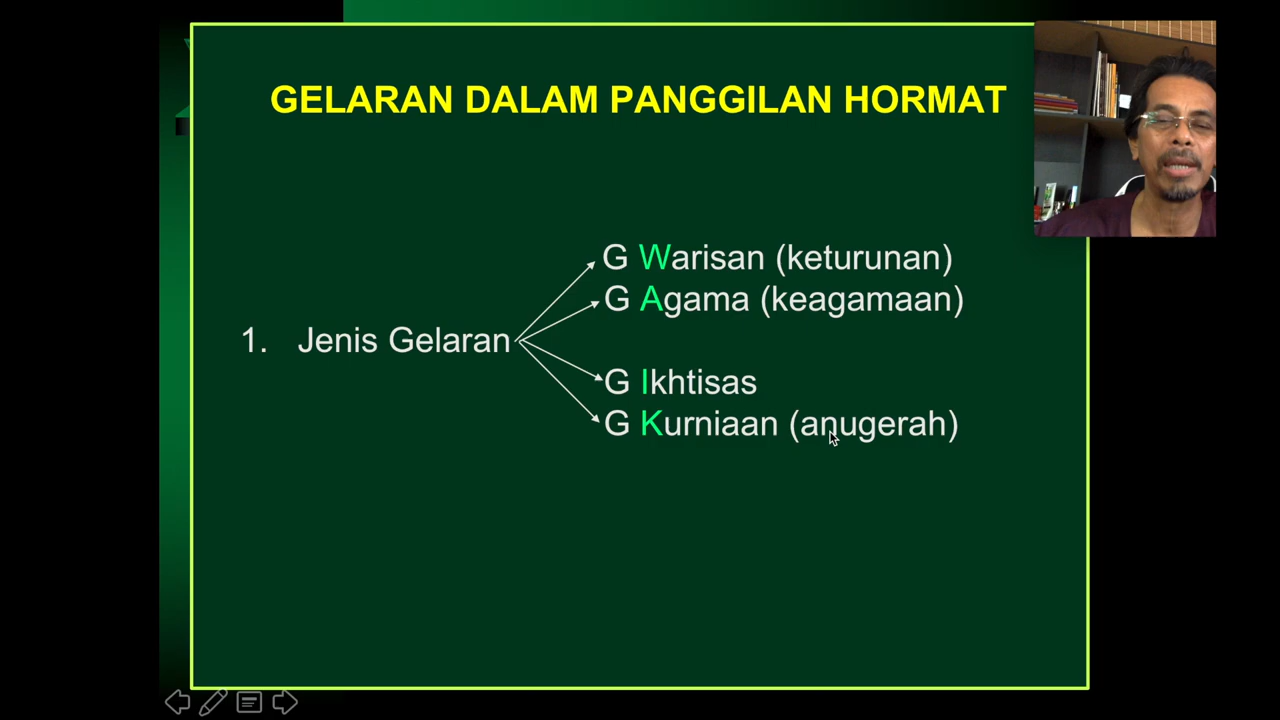 GELARAN DALAM PANGGILAN HORMAT
G Warisan (keturunan)
G Agama (keagamaan)
1. Jenis Gelaran
G Ikhtisas
G Kurniaan (anugerah)